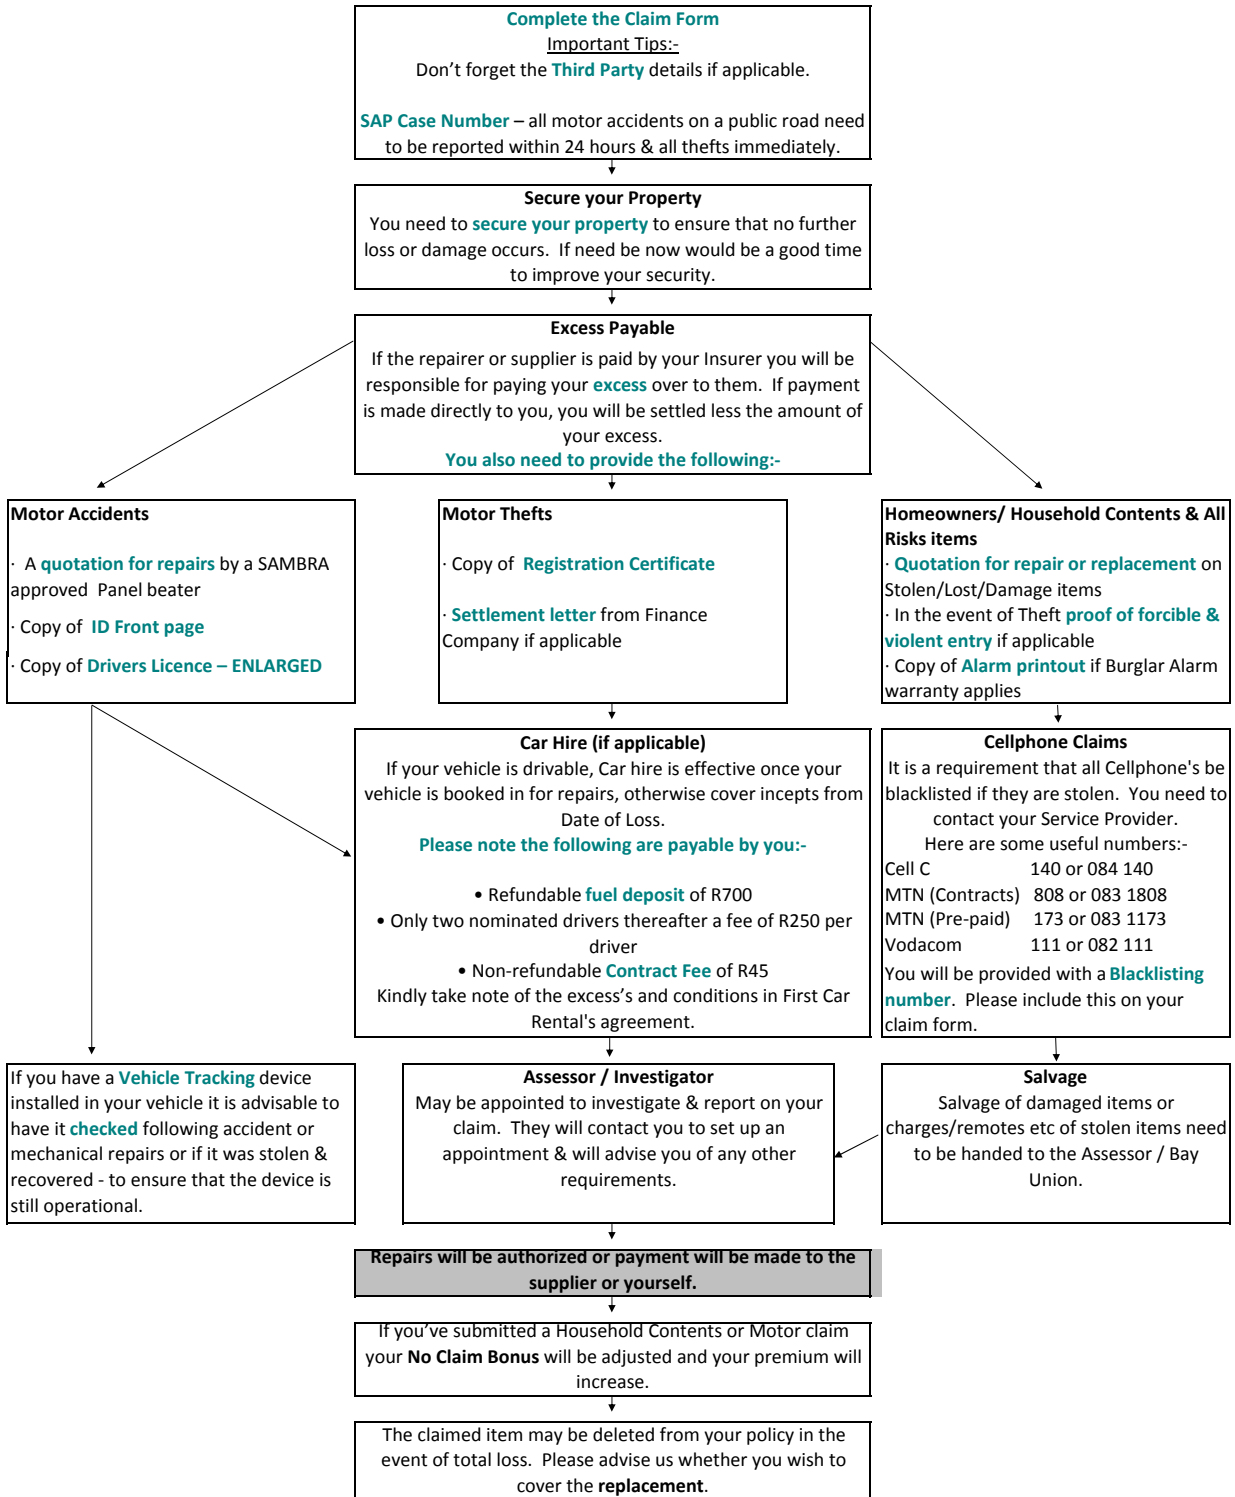 Complete the Claim Form
Important Tips:-
Don’t forget the Third Party details if applicable.
SAP Case Number – all motor accidents on a public road need
to be reported within 24 hours & all thefts immediately.
Secure your Property
You need to secure your property to ensure that no further
loss or damage occurs.  If need be now would be a good time
to improve your security.
Excess Payable
If the repairer or supplier is paid by your Insurer you will be
responsible for paying your excess over to them.  If payment
is made directly to you, you will be settled less the amount of
your excess.
You also need to provide the following:-
Motor Accidents
· A quotation for repairs by a SAMBRA
approved  Panel beater
· Copy of  ID Front page
· Copy of Drivers Licence – ENLARGED
Motor Thefts
· Copy of  Registration Certificate
· Settlement letter from Finance
Company if applicable
Homeowners/ Household Contents & All
Risks items
· Quotation for repair or replacement on
Stolen/Lost/Damage items
· In the event of Theft proof of forcible &
violent entry if applicable
· Copy of Alarm printout if Burglar Alarm
warranty applies
Car Hire (if applicable)
If your vehicle is drivable, Car hire is effective once your
vehicle is booked in for repairs, otherwise cover incepts from
Date of Loss.
Please note the following are payable by you:-
• Refundable fuel deposit of R700
• Only two nominated drivers thereafter a fee of R250 per
driver
• Non-refundable Contract Fee of R45
Kindly take note of the excess’s and conditions in First Car
Rental's agreement.
Cellphone Claims
It is a requirement that all Cellphone's be
blacklisted if they are stolen.  You need to
contact your Service Provider.
Here are some useful numbers:-
Cell C 140 or 084 140
MTN (Contracts) 808 or 083 1808
MTN (Pre-paid) 173 or 083 1173
Vodacom 111 or 082 111
You will be provided with a Blacklisting
number.  Please include this on your
claim form.
If you have a Vehicle Tracking device
installed in your vehicle it is advisable to
have it checked following accident or
mechanical repairs or if it was stolen &
recovered - to ensure that the device is
still operational.
Assessor / Investigator
May be appointed to investigate & report on your
claim.  They will contact you to set up an
appointment & will advise you of any other
requirements.
Salvage
Salvage of damaged items or
charges/remotes etc of stolen items need
to be handed to the Assessor / Bay
Union.
Repairs will be authorized or payment will be made to the
supplier or yourself.
If you’ve submitted a Household Contents or Motor claim
your No Claim Bonus will be adjusted and your premium will
increase.
The claimed item may be deleted from your policy in the
event of total loss.  Please advise us whether you wish to
cover the replacement.